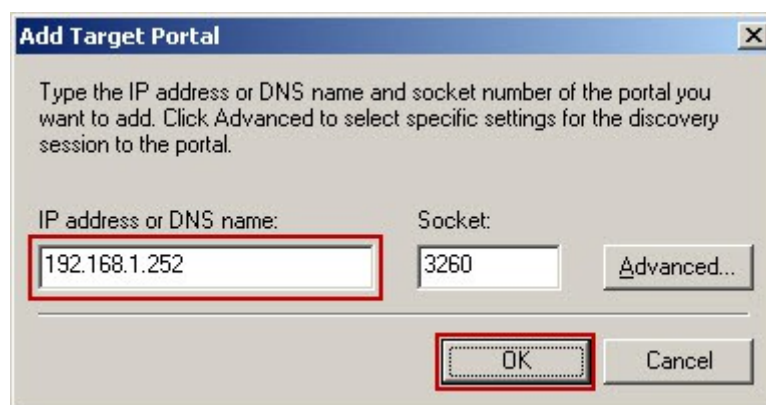 Add Target Portal
Type the IP address or DNS name and socket number of the portal you
want to add. Click Advanced to select specific settings for the discovery
session to the portal.
IP address or DNS name: Socket:
192.168.1.252 3260 Advanced...
OK Cancel